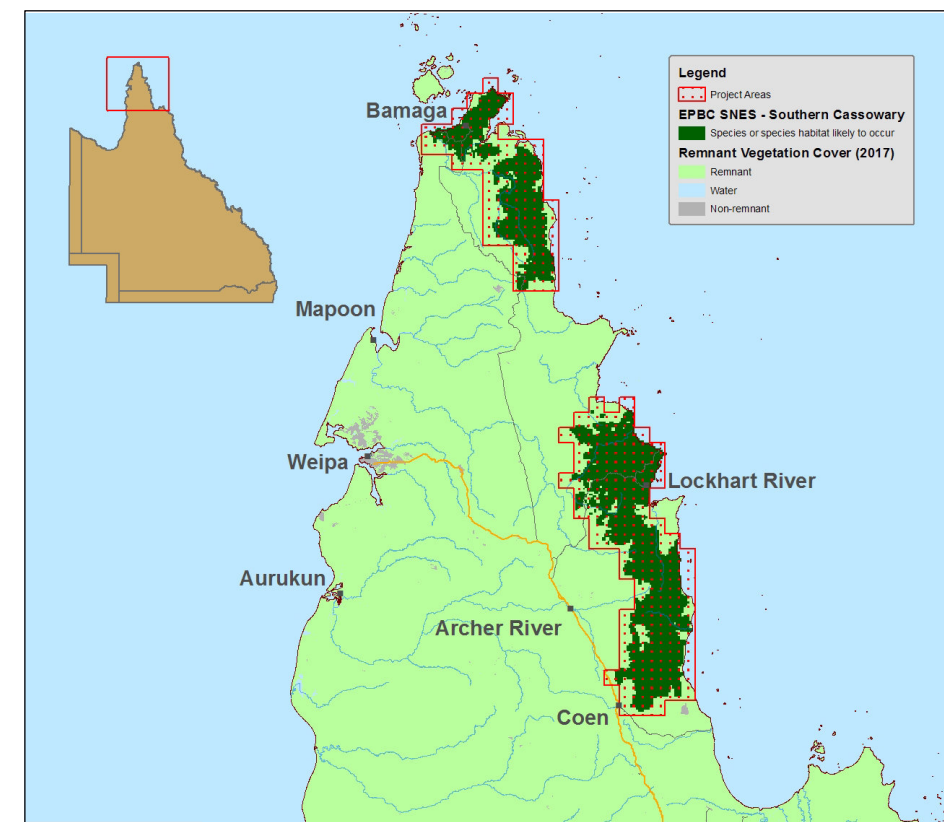 Legend
Project Areas
EPBC SNES - Southern Cassowary
Species or species habitat likely to occur
Remnant Vegetation Cover (2017)
Remnant
Water
Non-remnant
Bamaga
Mapoon
Weipa
Lockhart River
Aurukun
Archer River
Coen